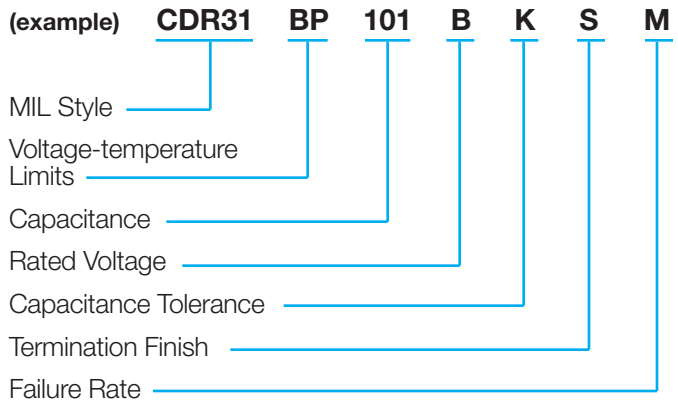 (example) CDR31 BP 101 B K S M
MIL Style
Voltage-temperature
Limits
Capacitance
Rated Voltage
Capacitance Tolerance
Termination Finish
Failure Rate